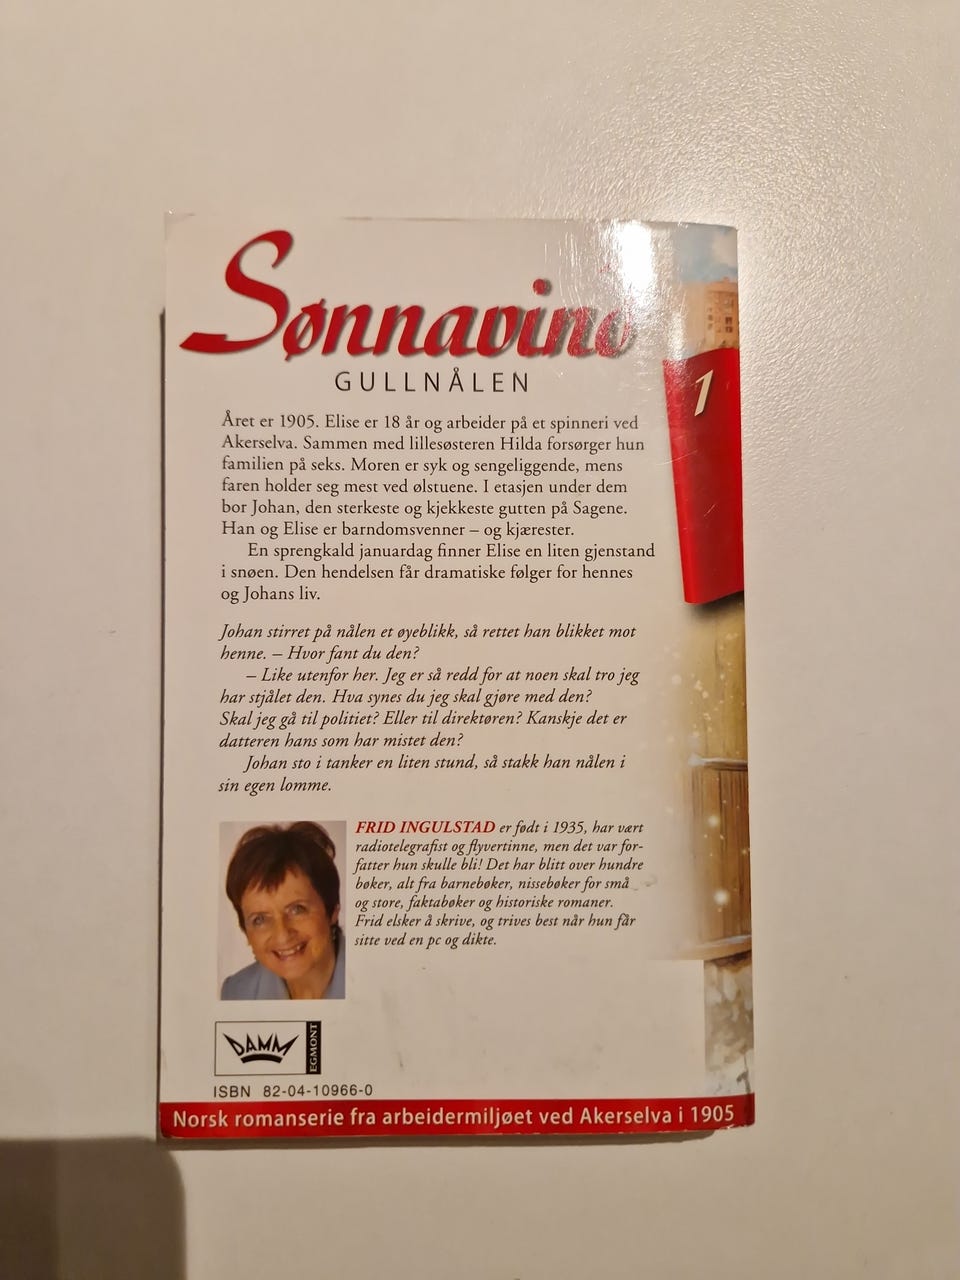 Sønnavind
GULLNÅLEN
1
Året er 1905. Elise er 18 år og arbeider på et spinneri ved
Akerselva. Sammen med lillesøsteren Hilda forsørger hun
familien på seks. Moren er syk og sengeliggende, mens
faren holder seg mest ved ølstuene. I etasjen under dem
bor Johan, den sterkeste og kjekkeste gutten på Sagene.
Han og Elise er barndomsvenner – og kjærester.
En sprengkald januardag finner Elise en liten gjenstand
i snøen. Den hendelsen får dramatiske følger for hennes
og Johans liv.
Johan stirret på nålen et øyeblikk, så rettet han blikket mot
henne. – Hvor fant du den?
– Like utenfor her. Jeg er så redd for at noen skal tro jeg
har stjålet den. Hva synes du jeg skal gjøre med den?
Skal jeg gå til politiet? Eller til direktøren? Kanskje det er
datteren hans som har mistet den?
Johan sto i tanker en liten stund, så stakk han nålen i
sin egen lomme.
FRID INGULSTAD er født i 1935, har vært
radiotelegrafist og flyvertinne, men det var for-
fatter hun skulle bli! Det har blitt over hundre
bøker, alt fra barnebøker, nissebøker for små
og store, faktabøker og historiske romaner.
Frid elsker å skrive, og trives best når hun får
sitte ved en pc og dikte.
DAMM
EGMONT
ISBN 82-04-10966-0
Norsk romanserie fra arbeidermiljøet ved Akerselva i 1905